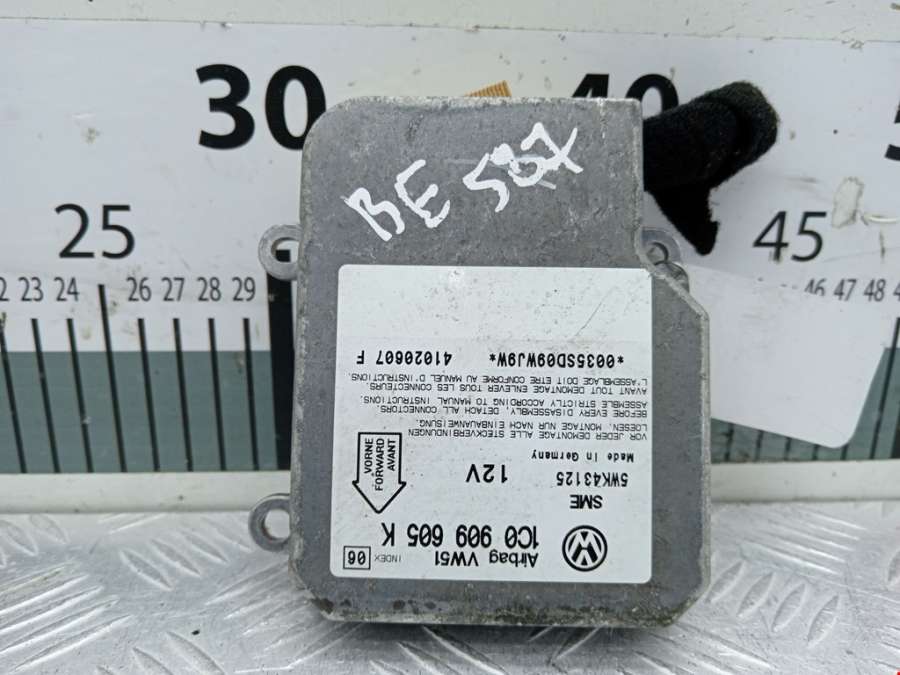 30
40
25
45
22 23 24 26 27 28 29
46 47 48
BE 587
Airbag VW51
INDEX 06
1C0 909 605 K
SME
5WK43125
12V
Made in Germany
VORNE
FORWARD
AVANT
VOR JEDER DEMONTAGE ALLE STECKVERBINDUNGEN
LOESEN, MONTAGE NUR NACH EINBAUANWEISUNG.
BEFORE EVERY DISASSEMBLY, DETACH ALL CONNECTORS.
ASSEMBLE STRICTLY ACCORDING TO MANUAL INSTRUCTIONS.
AVANT TOUT DEMONTAGE ENLEVER TOUS LES CONNECTEURS.
L'ASSEMBLAGE DOIT ETRE CONFORME AU MANUEL D'INSTRUCTIONS.
*0035SD09WJ9W* 41020607 F